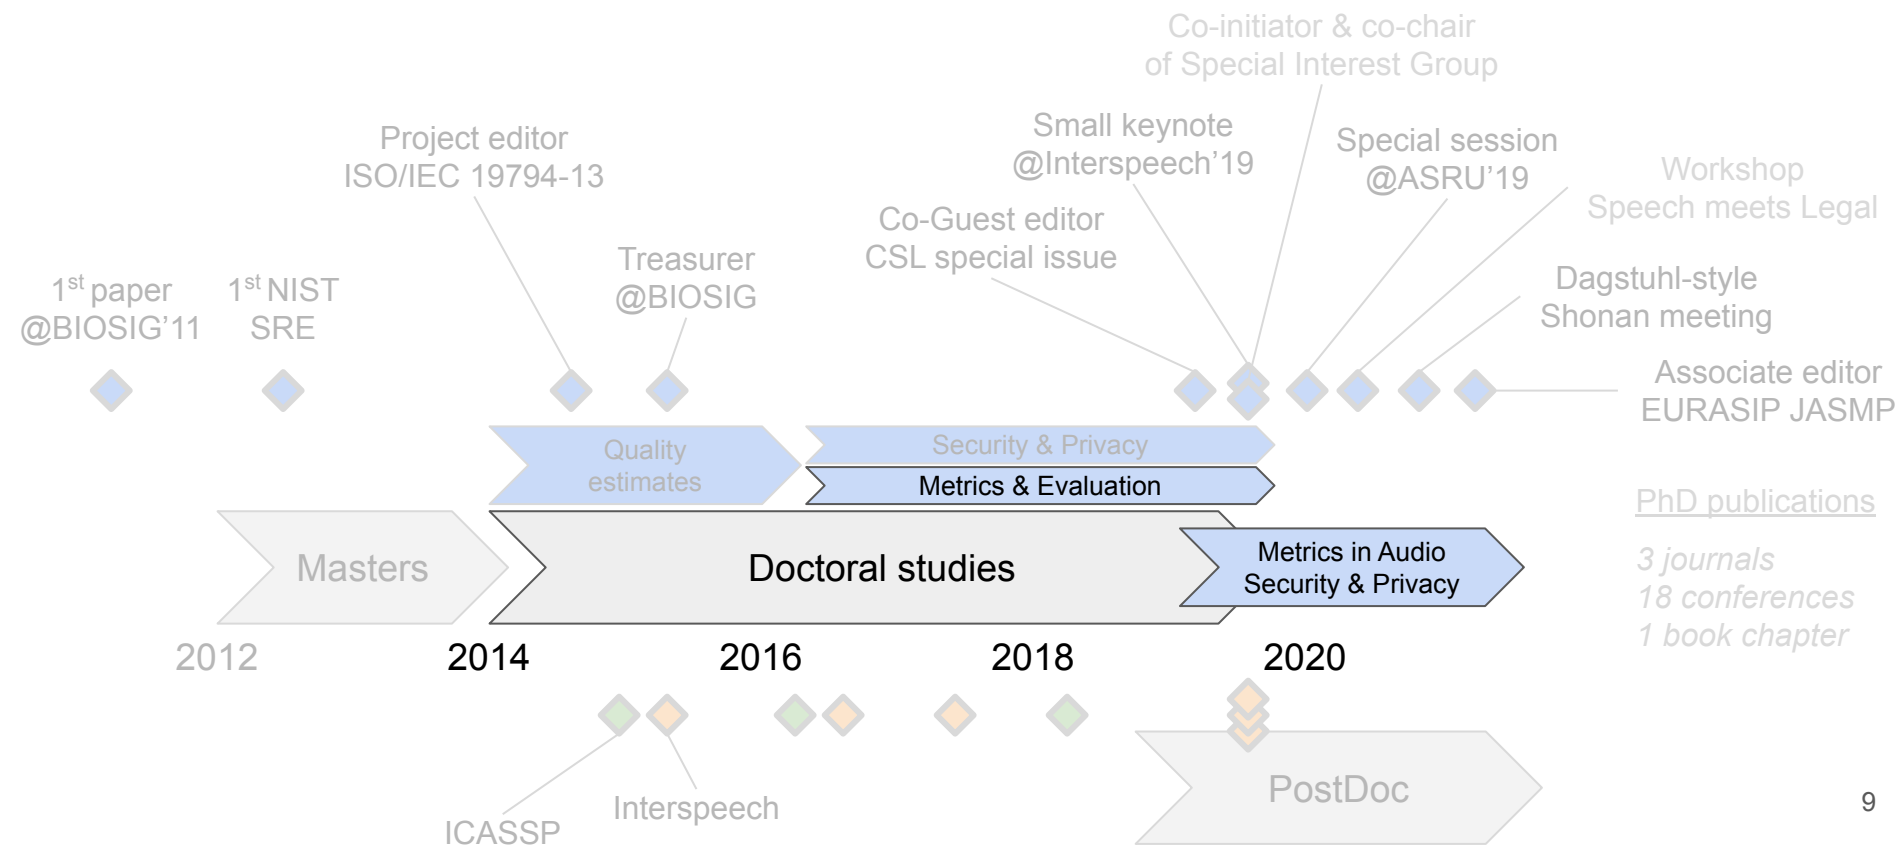 Co-initiator & co-chair
of Special Interest Group
Project editor
ISO/IEC 19794-13
Small keynote
@Interspeech’19
Special session
@ASRU’19
Workshop
Speech meets Legal
Co-Guest editor
CSL special issue
Treasurer
@BIOSIG
1st paper
@BIOSIG’11
1st NIST
SRE
Dagstuhl-style
Shonan meeting
Associate editor
EURASIP JASMP
Quality
estimates
Security & Privacy
Metrics & Evaluation
Masters
Doctoral studies
Metrics in Audio
Security & Privacy
PhD publications
3 journals
18 conferences
1 book chapter
2012
2014
2016
2018
2020
ICASSP
Interspeech
PostDoc
9